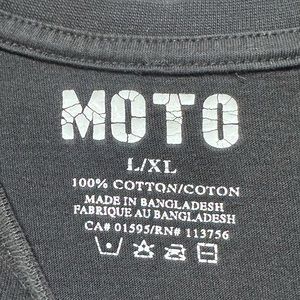 MOTO
L/XL
100% COTTON/COTON
MADE IN BANGLADESH
FABRIQUE AU BANGLADESH
CA# 01595/RN# 113756